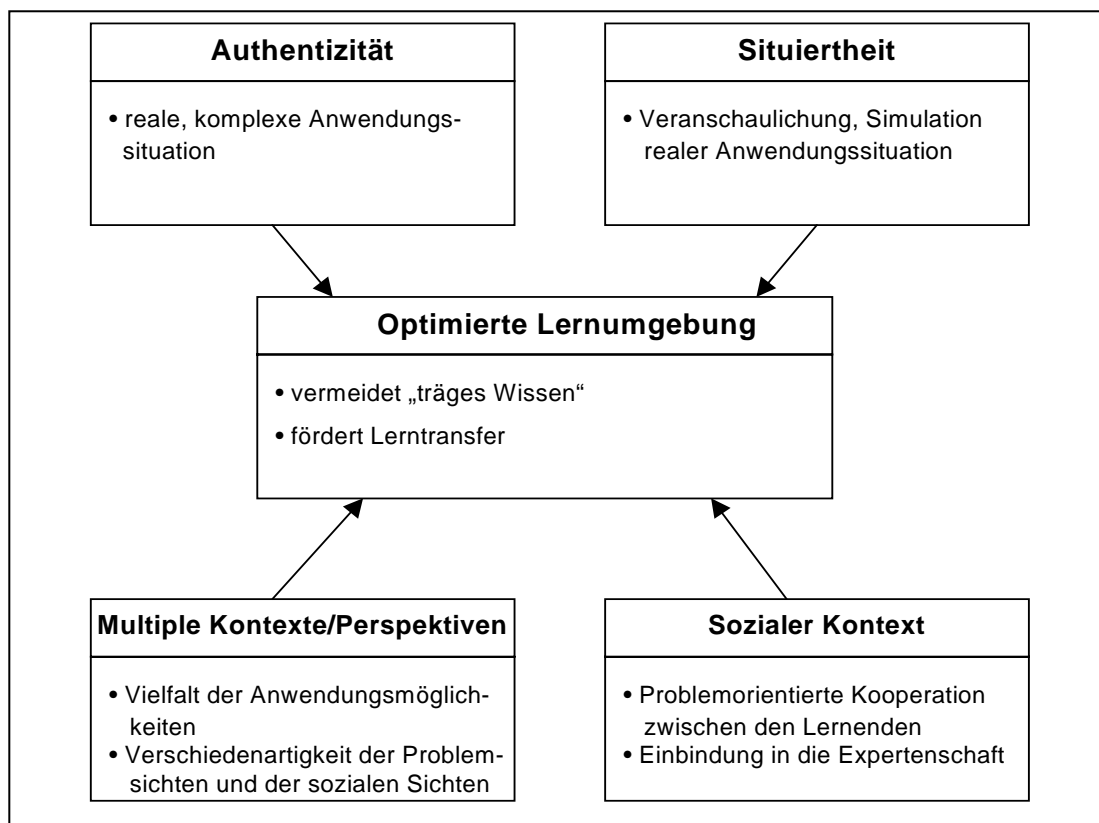 Authentizität
• reale, komplexe Anwendungs-
situation
Situiertheit
• Veranschaulichung, Simulation
realer Anwendungssituation
Optimierte Lernumgebung
• vermeidet „träges Wissen“
• fördert Lerntransfer
Multiple Kontexte/Perspektiven
• Vielfalt der Anwendungsmöglich-
keiten
• Verschiedenartigkeit der Problem-
sichten und der sozialen Sichten
Sozialer Kontext
• Problemorientierte Kooperation
zwischen den Lernenden
• Einbindung in die Expertenschaft